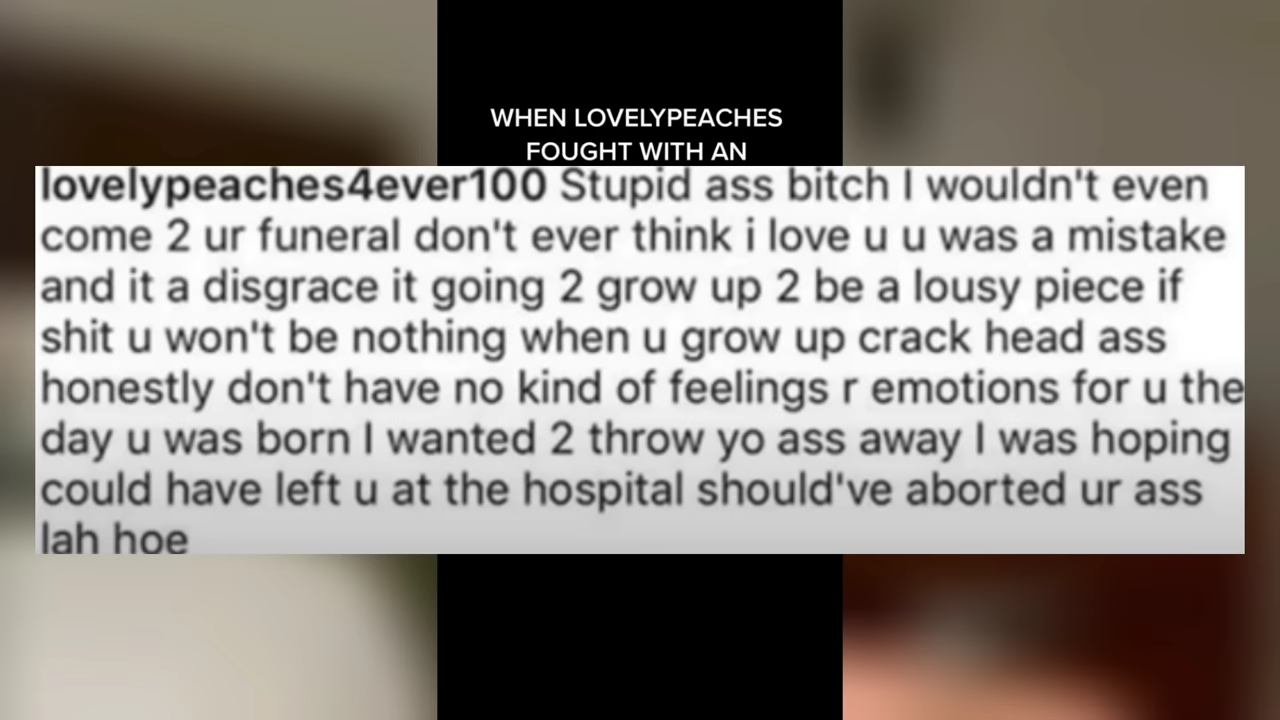 WHEN LOVELYPEACHES
FOUGHT WITH AN
lovelypeaches4ever100 Stupid ass bitch I wouldn't even
come 2 ur funeral don't ever think i love u u was a mistake
and it a disgrace it going 2 grow up 2 be a lousy piece if
shit u won't be nothing when u grow up crack head ass
honestly don't have no kind of feelings r emotions for u the
day u was born I wanted 2 throw yo ass away I was hoping
could have left u at the hospital should've aborted ur ass
lah hoe